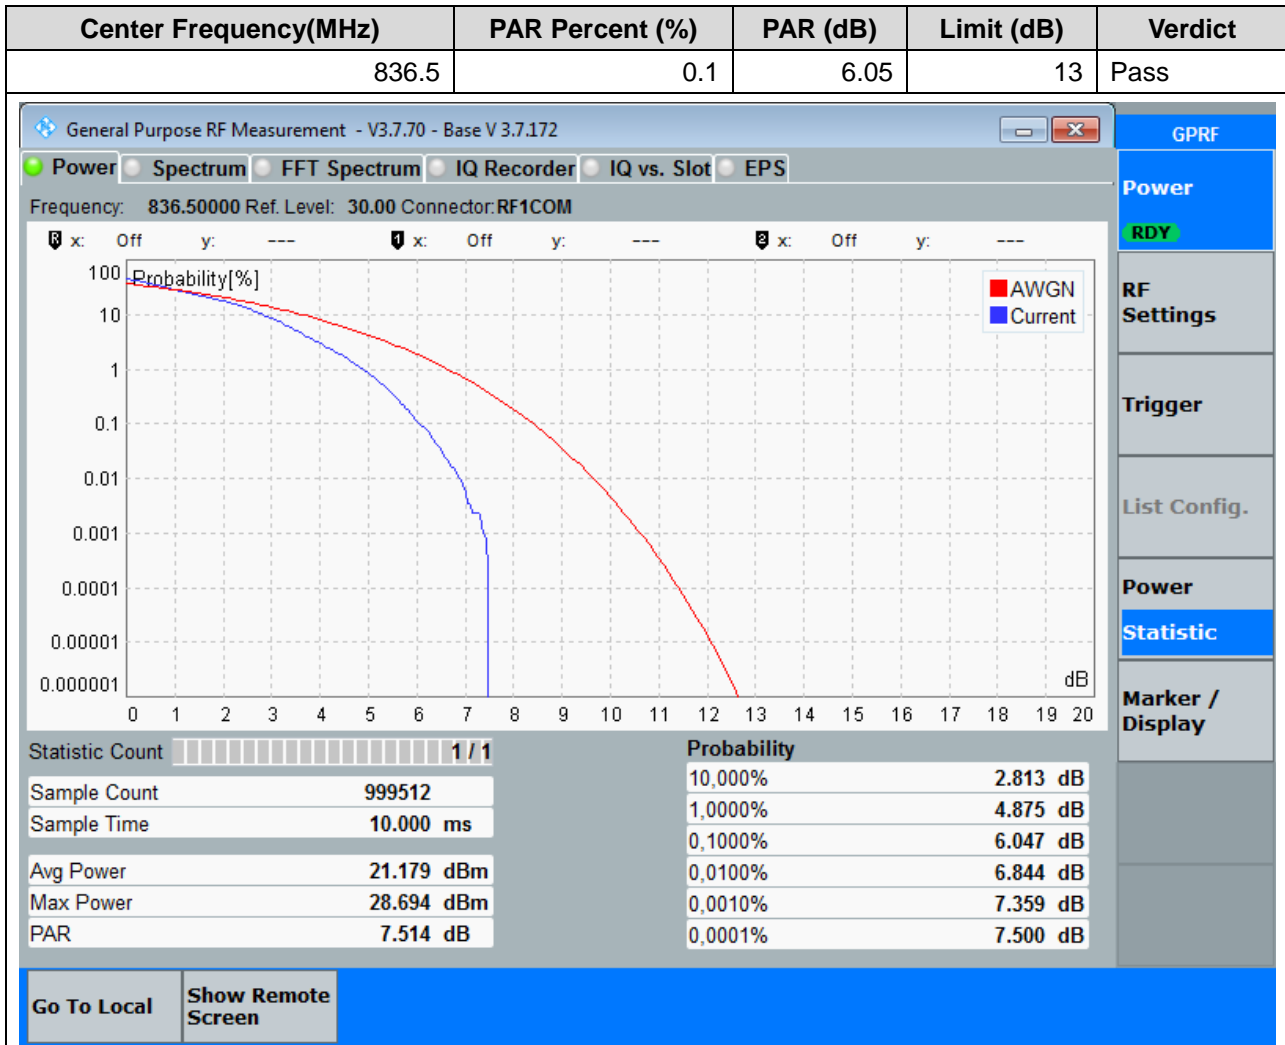 Center Frequency(MHz) PAR Percent (%) PAR (dB) Limit (dB) Verdict
836.5 0.1 6.05 13 Pass
General Purpose RF Measurement - V3.7.70 - Base V 3.7.172
GPRF
Power Spectrum FFT Spectrum IQ Recorder IQ vs. Slot EPS
Frequency: 836.50000 Ref. Level: 30.00 Connector: RF1COM
R x: Off y: --- 1 x: Off y: --- 2 x: Off y: ---
Probability[%]
AWGN
Current
100
10
1
0.1
0.01
0.001
0.0001
0.00001
0.000001
dB
0 1 2 3 4 5 6 7 8 9 10 11 12 13 14 15 16 17 18 19 20
Statistic Count 1 / 1
Sample Count 999512
Sample Time 10.000 ms
Avg Power 21.179 dBm
Max Power 28.694 dBm
PAR 7.514 dB
Probability
10,000% 2.813 dB
1,0000% 4.875 dB
0,1000% 6.047 dB
0,0100% 6.844 dB
0,0010% 7.359 dB
0,0001% 7.500 dB
Power
RDY
RF
Settings
Trigger
List Config.
Power
Statistic
Marker /
Display
Go To Local
Show Remote
Screen